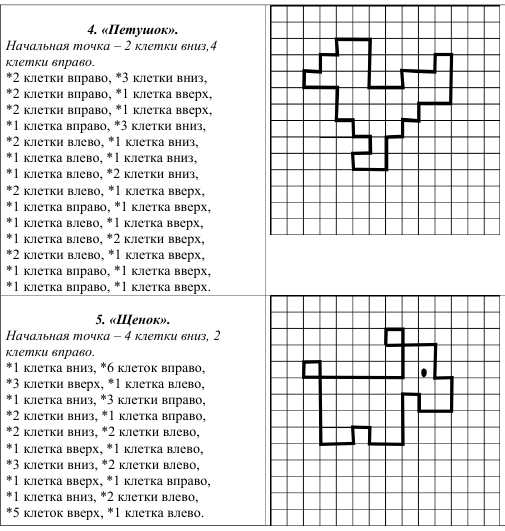 4. «Петушок».
Начальная точка – 2 клетки вниз,4
клетки вправо.
*2 клетки вправо, *3 клетки вниз,
*2 клетки вправо, *1 клетка вверх,
*2 клетки вправо, *1 клетка вверх,
*1 клетка вправо, *3 клетки вниз,
*2 клетки влево, *1 клетка вниз,
*1 клетка влево, *1 клетка вниз,
*1 клетка влево, *2 клетки вниз,
*2 клетки влево, *1 клетка вверх,
*1 клетка вправо, *1 клетка вверх,
*1 клетка влево, *1 клетка вверх,
*1 клетка влево, *2 клетки вверх,
*2 клетки влево, *1 клетка вверх,
*1 клетка вправо, *1 клетка вверх,
*1 клетка вправо, *1 клетка вверх.
5. «Щенок».
Начальная точка – 4 клетки вниз, 2
клетки вправо.
*1 клетка вниз, *6 клеток вправо,
*3 клетки вверх, *1 клетка влево,
*1 клетка вниз, *3 клетки вправо,
*2 клетки вниз, *1 клетка вправо,
*2 клетки вниз, *2 клетки влево,
*1 клетка вверх, *1 клетка влево,
*3 клетки вниз, *2 клетки влево,
*1 клетка вверх, *1 клетка вправо,
*1 клетка вниз, *2 клетки влево,
*5 клеток вверх, *1 клетка влево.